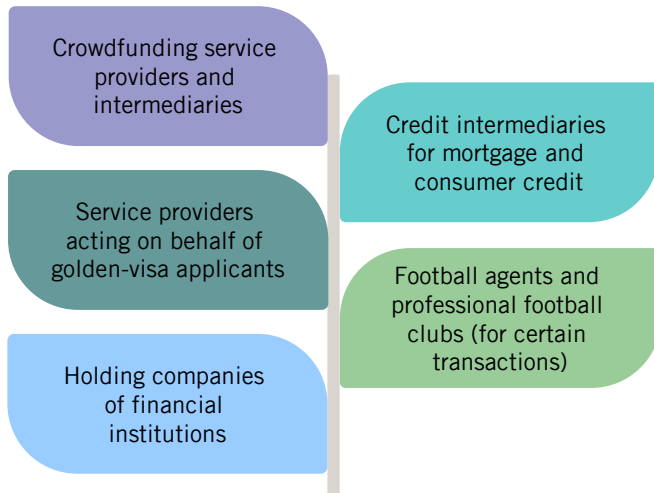 Crowdfunding service
providers and
intermediaries
Credit intermediaries
for mortgage and
consumer credit
Service providers
acting on behalf of
golden-visa applicants
Football agents and
professional football
clubs (for certain
transactions)
Holding companies
of financial
institutions